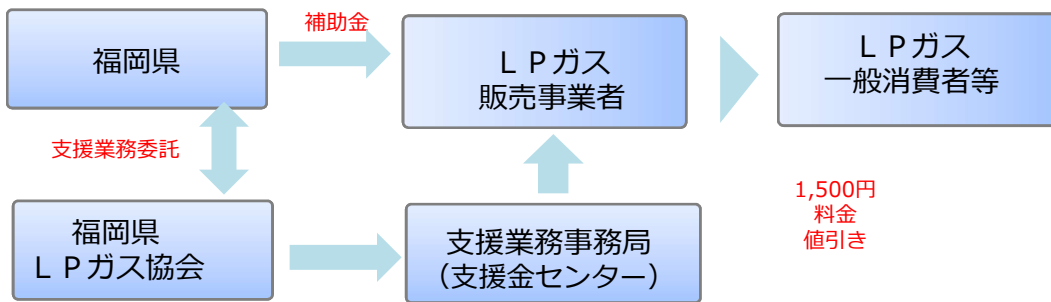 補助金
福岡県
ＬＰガス
販売事業者
ＬＰガス
一般消費者等
支援業務委託
1,500円
料金
値引き
福岡県
ＬＰガス協会
支援業務事務局
（支援金センター）